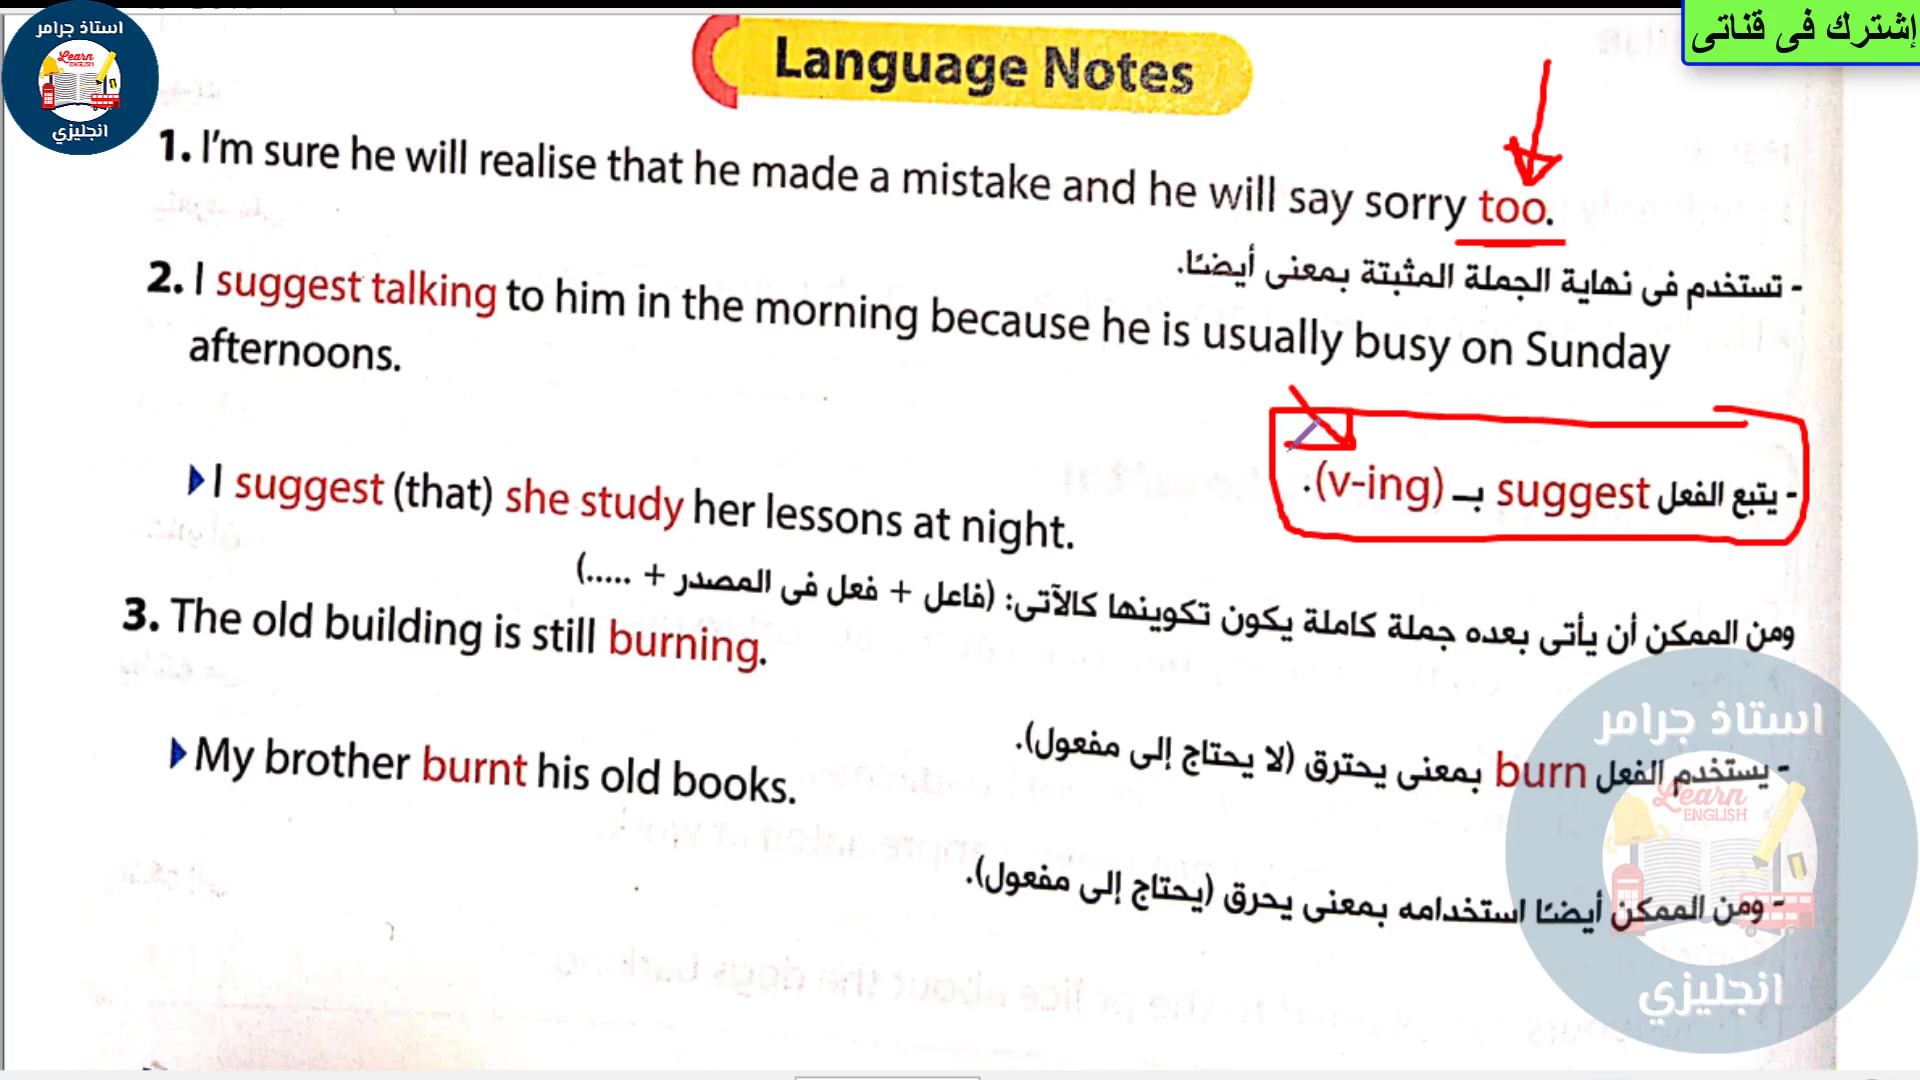 استاذ جرامر
Learn
ENGLISH
انجليزي
إشترك فى قناتى
Language Notes
1. I'm sure he will realise that he made a mistake and he will say sorry too.
- تستخدم فى نهاية الجملة المثبتة بمعنى أيضًا.
2. I suggest talking to him in the morning because he is usually busy on Sunday
afternoons.
- يتبع الفعل suggest بـ (v-ing).
I suggest (that) she study her lessons at night.
ومن الممكن أن يأتى بعده جملة كاملة يكون تكوينها كالآتى: (فاعل + فعل فى المصدر + .....)
3. The old building is still burning.
- يستخدم الفعل burn بمعنى يحترق (لا يحتاج إلى مفعول).
My brother burnt his old books.
- ومن الممكن أيضًا استخدامه بمعنى يحرق (يحتاج إلى مفعول).
استاذ جرامر
Learn
ENGLISH
انجليزي